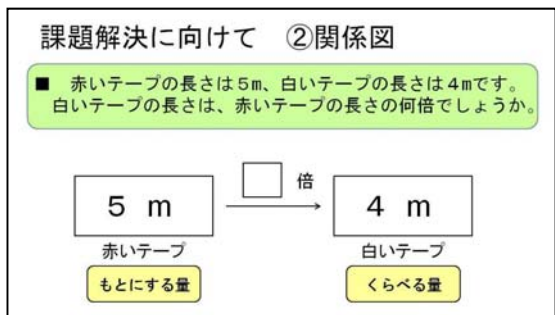 課題解決に向けて ②関係図
■ 赤いテープの長さは5m、白いテープの長さは4mです。
白いテープの長さは、赤いテープの長さの何倍でしょうか。
倍
5 m
4 m
赤いテープ
白いテープ
もとにする量
くらべる量